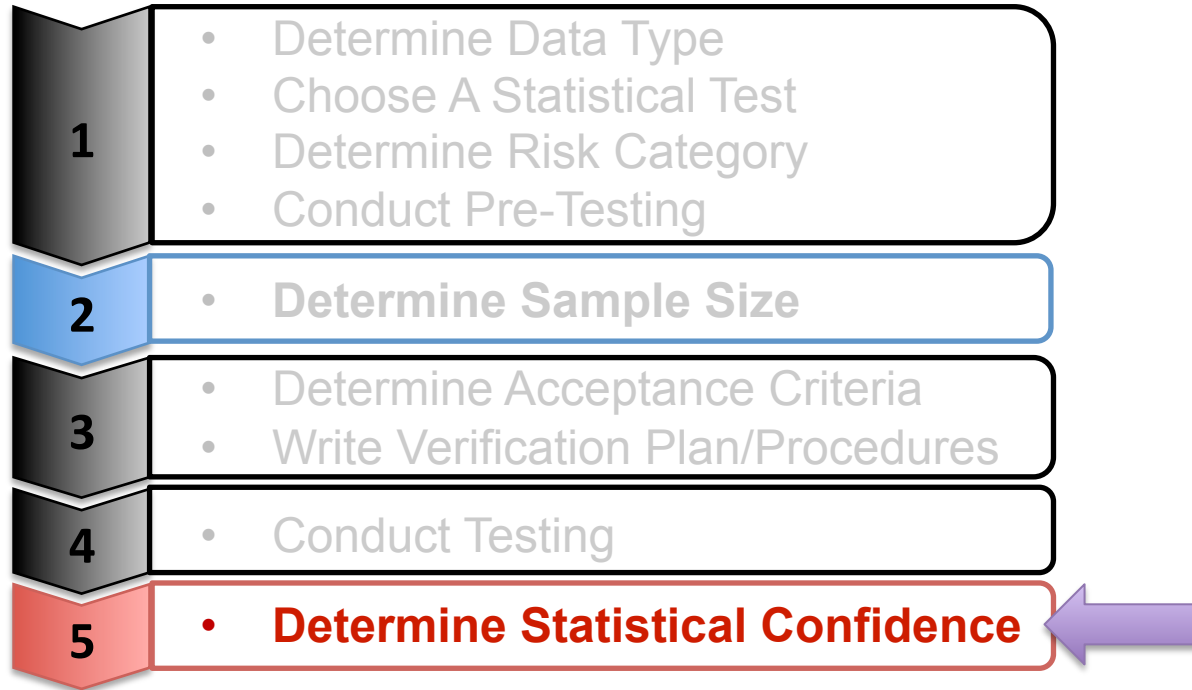 1
• Determine Data Type
• Choose A Statistical Test
• Determine Risk Category
• Conduct Pre-Testing
2
• Determine Sample Size
3
• Determine Acceptance Criteria
• Write Verification Plan/Procedures
4
• Conduct Testing
5
• Determine Statistical Confidence